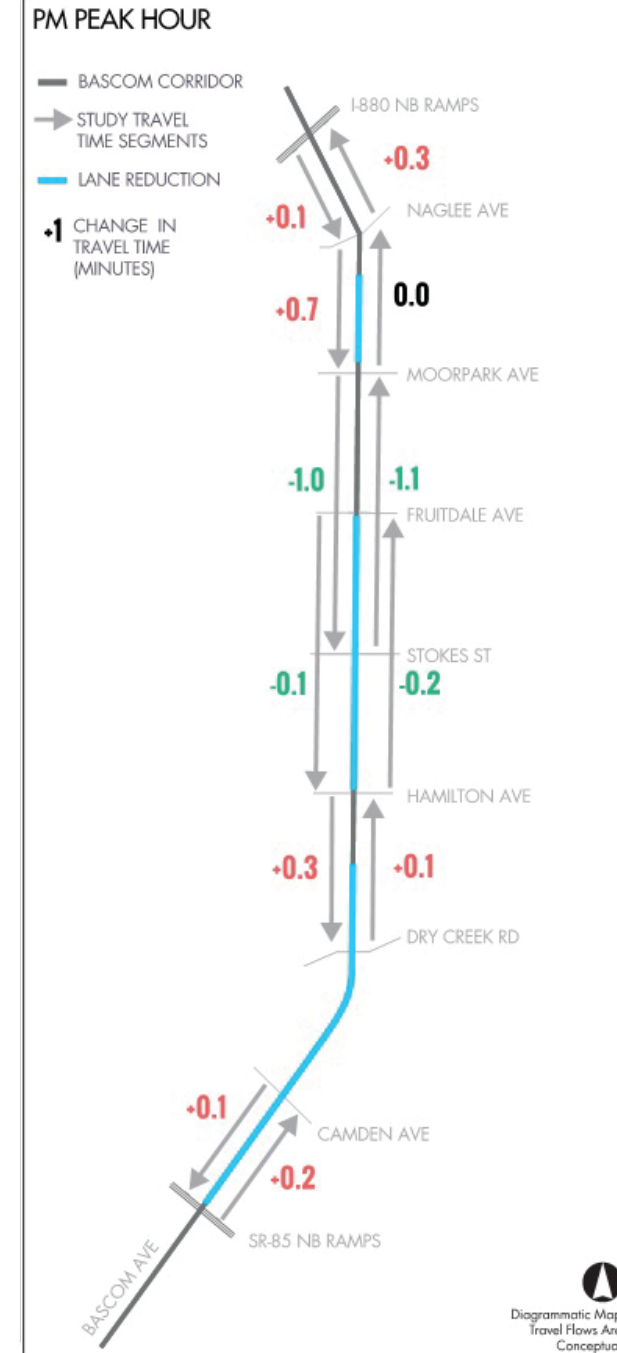 PM PEAK HOUR
BASCOM CORRIDOR
STUDY TRAVEL
TIME SEGMENTS
LANE REDUCTION
+1 CHANGE IN
TRAVEL TIME
(MINUTES)
I-880 NB RAMPS
+0.3
+0.1
NAGLEE AVE
+0.7
0.0
MOORPARK AVE
-1.0
-1.1
FRUITDALE AVE
STOKES ST
-0.1
-0.2
HAMILTON AVE
+0.3
+0.1
DRY CREEK RD
+0.1
CAMDEN AVE
+0.2
SR-85 NB RAMPS
BASCOM AVE
Diagrammatic Map
Travel Flows Are
Conceptua